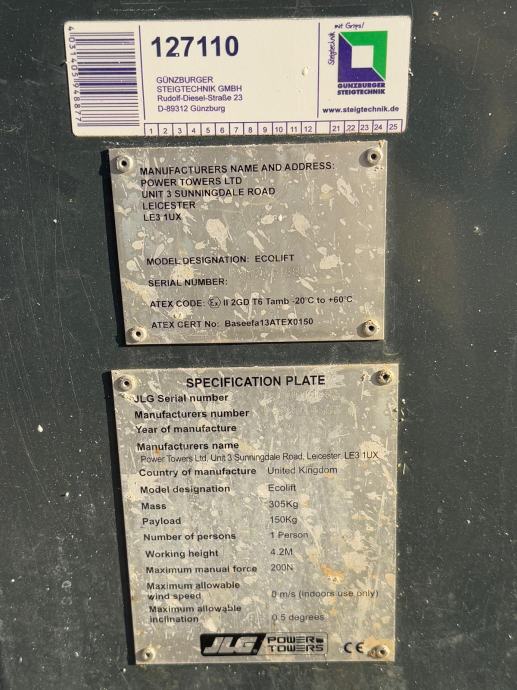 4031405194887
127110
GÜNZBURGER
STEIGTECHNIK GMBH
Rudolf-Diesel-Straße 23
D-89312 Günzburg
Steigtechnik
mit Grips!
GÜNZBURGER
STEIGTECHNIK
www.steigtechnik.de
1 2 3 4 5 6 7 8 9 10 11 12 21 22 23 24 25
MANUFACTURERS NAME AND ADDRESS:
POWER TOWERS LTD
UNIT 3 SUNNINGDALE ROAD
LEICESTER
LE3 1UX
MODEL DESIGNATION: ECOLIFT
SERIAL NUMBER:
ATEX CODE: Ex II 2GD T6 Tamb -20°C to +60°C
ATEX CERT No: Baseefa13ATEX0150
SPECIFICATION PLATE
JLG Serial number
Manufacturers number
Year of manufacture
Manufacturers name
Power Towers Ltd, Unit 3 Sunningdale Road, Leicester. LE3 1UX
Country of manufacture United Kingdom
Model designation Ecolift
Mass 305Kg
Payload 150Kg
Number of persons 1 Person
Working height 4.2M
Maximum manual force 200N
Maximum allowable
wind speed 0 m/s (indoors use only)
Maximum allowable
inclination 0.5 degrees
JLG POWER TOWERS CE